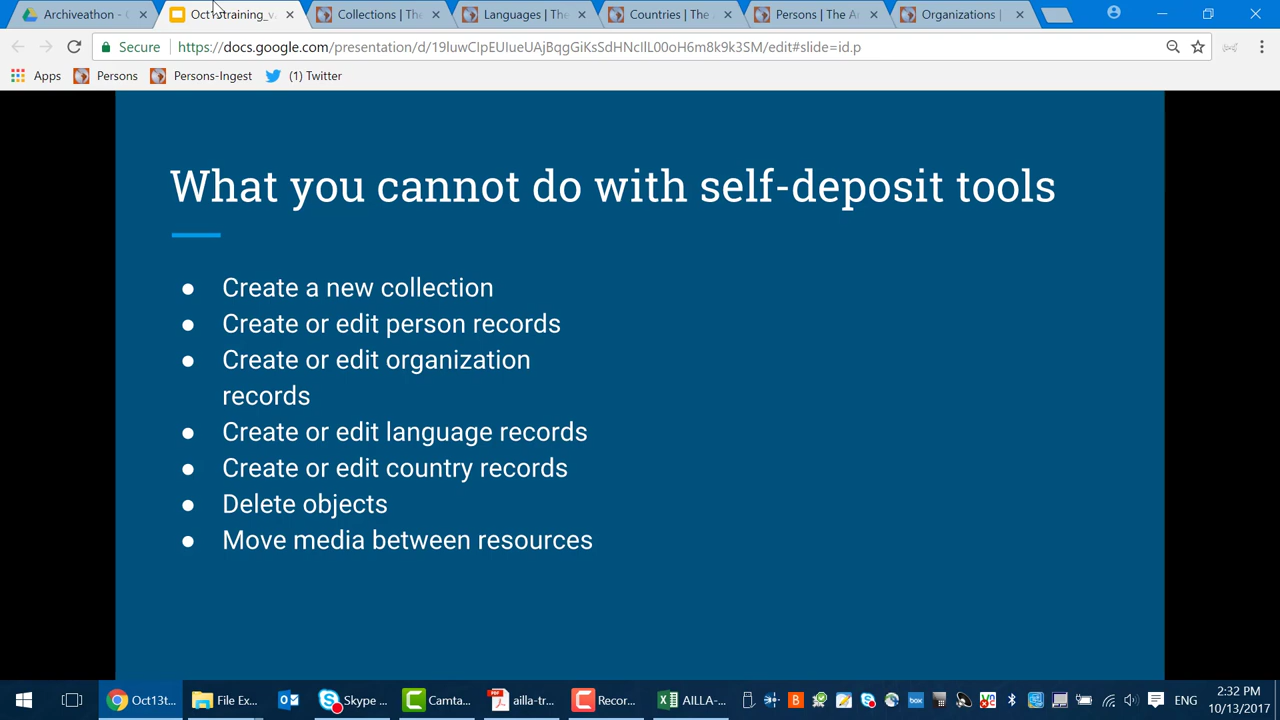 Archiveathon -
Oct13training_v
Collections | The
Languages | The
Countries | The
Persons | The A
Organizations |
Secure
https://docs.google.com/presentation/d/19luwCIpEUIueUAjBqgGiKsSdHNcIlL00oH6m8k9k3SM/edit#slide=id.p
Apps
Persons
Persons-Ingest
(1) Twitter
What you cannot do with self-deposit tools
● Create a new collection
● Create or edit person records
● Create or edit organization
records
● Create or edit language records
● Create or edit country records
● Delete objects
● Move media between resources
Oct13t...
File Ex...
Skype ...
Camta...
ailla-tr...
Recor...
AILLA-...
ENG
2:32 PM
10/13/2017